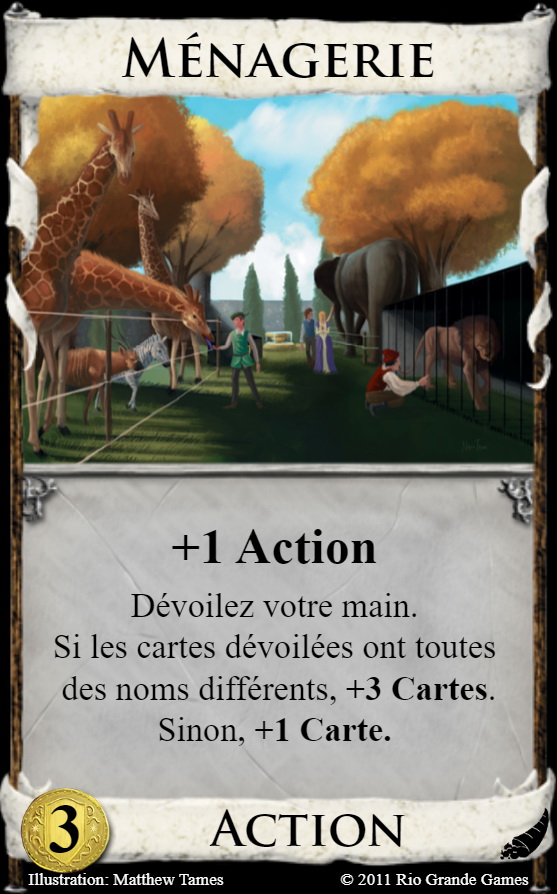 MÉNAGERIE
+1 Action
Dévoilez votre main.
Si les cartes dévoilées ont toutes
des noms différents, +3 Cartes.
Sinon, +1 Carte.
3
ACTION
Illustration: Matthew Tames © 2011 Rio Grande Games